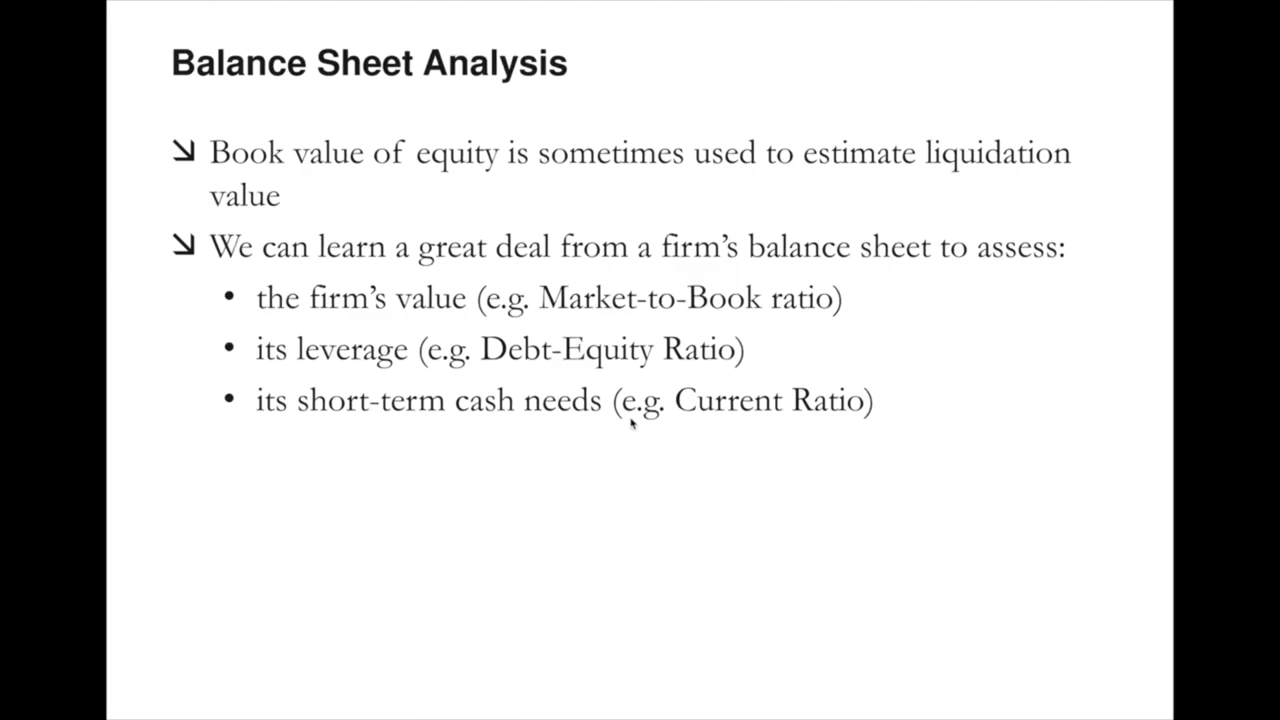 Balance Sheet Analysis
Book value of equity is sometimes used to estimate liquidation
value
We can learn a great deal from a firm's balance sheet to assess:
• the firm's value (e.g. Market-to-Book ratio)
• its leverage (e.g. Debt-Equity Ratio)
• its short-term cash needs (e.g. Current Ratio)